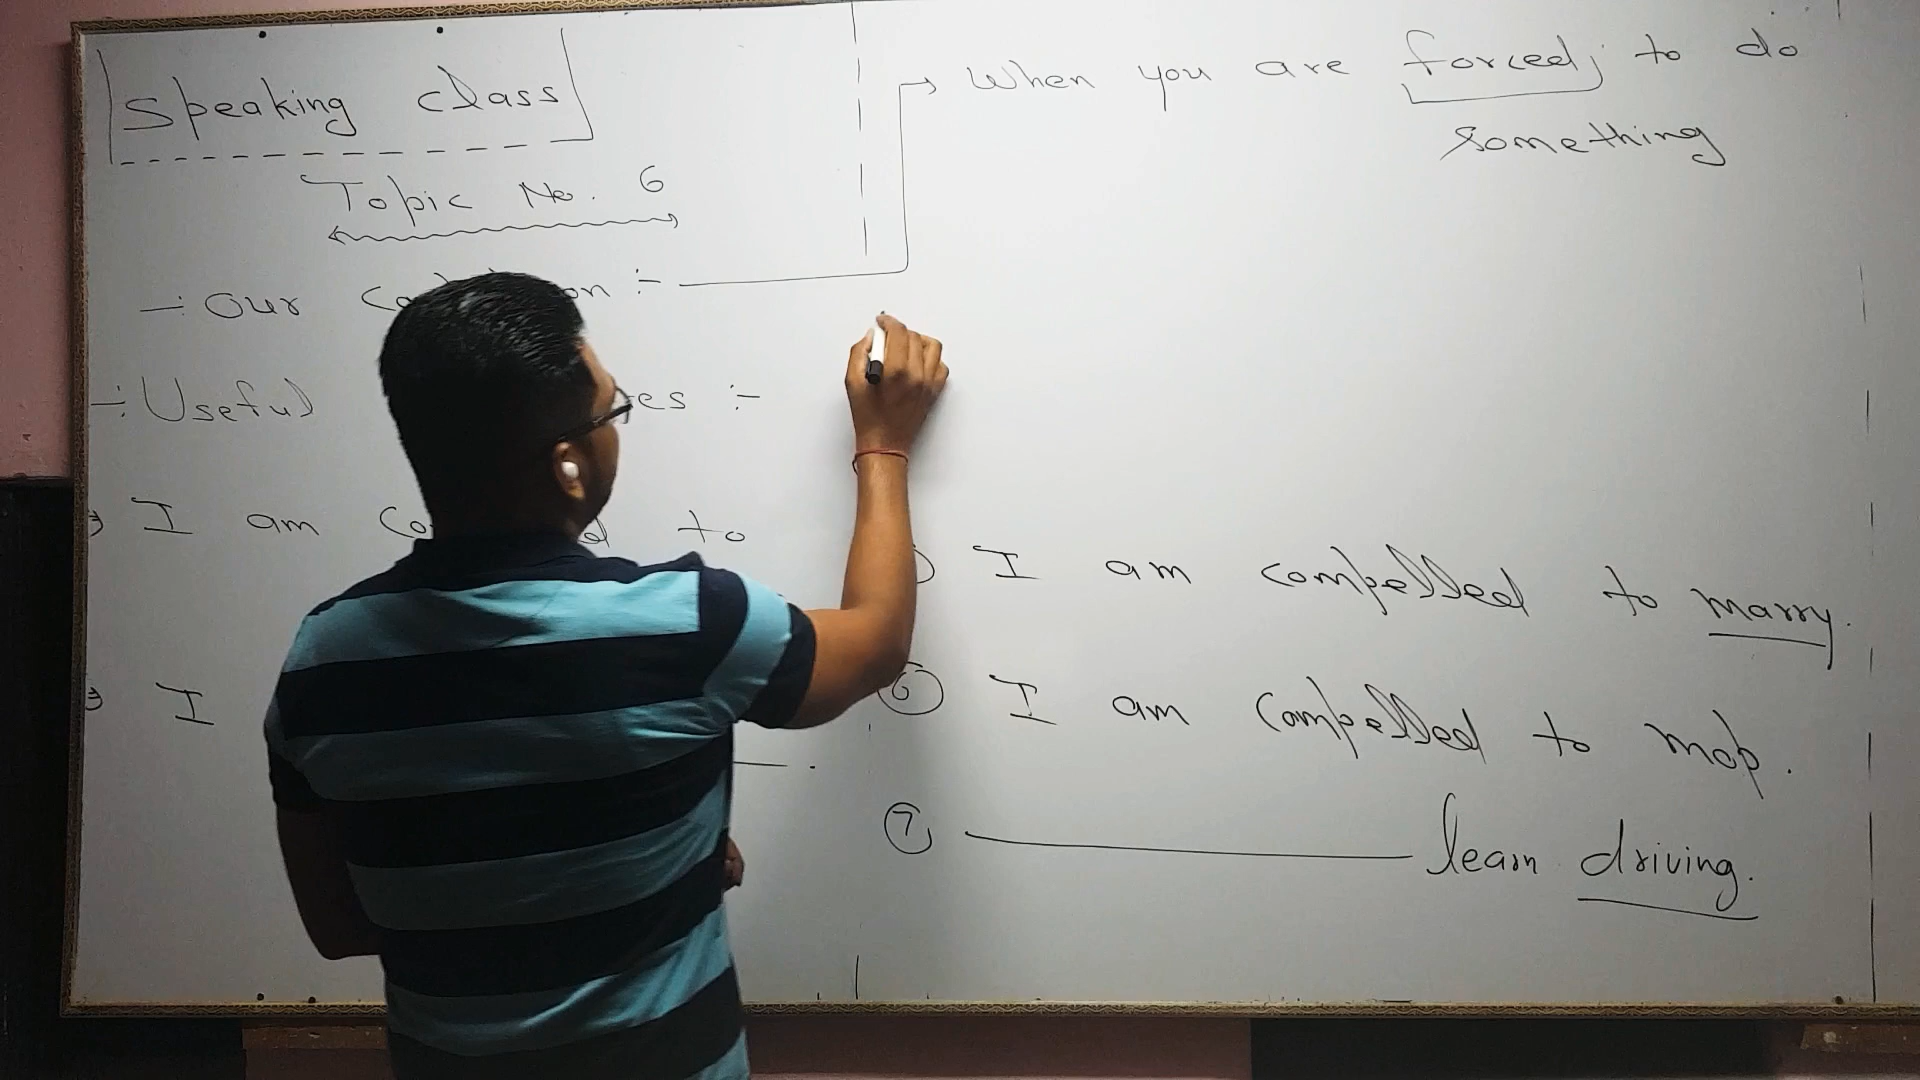 Speaking class
Topic No. 6
Our
Useful
I am to
I
When you are forced to do
something
I am compelled to marry.
6 I am compelled to mop.
7 learn driving.